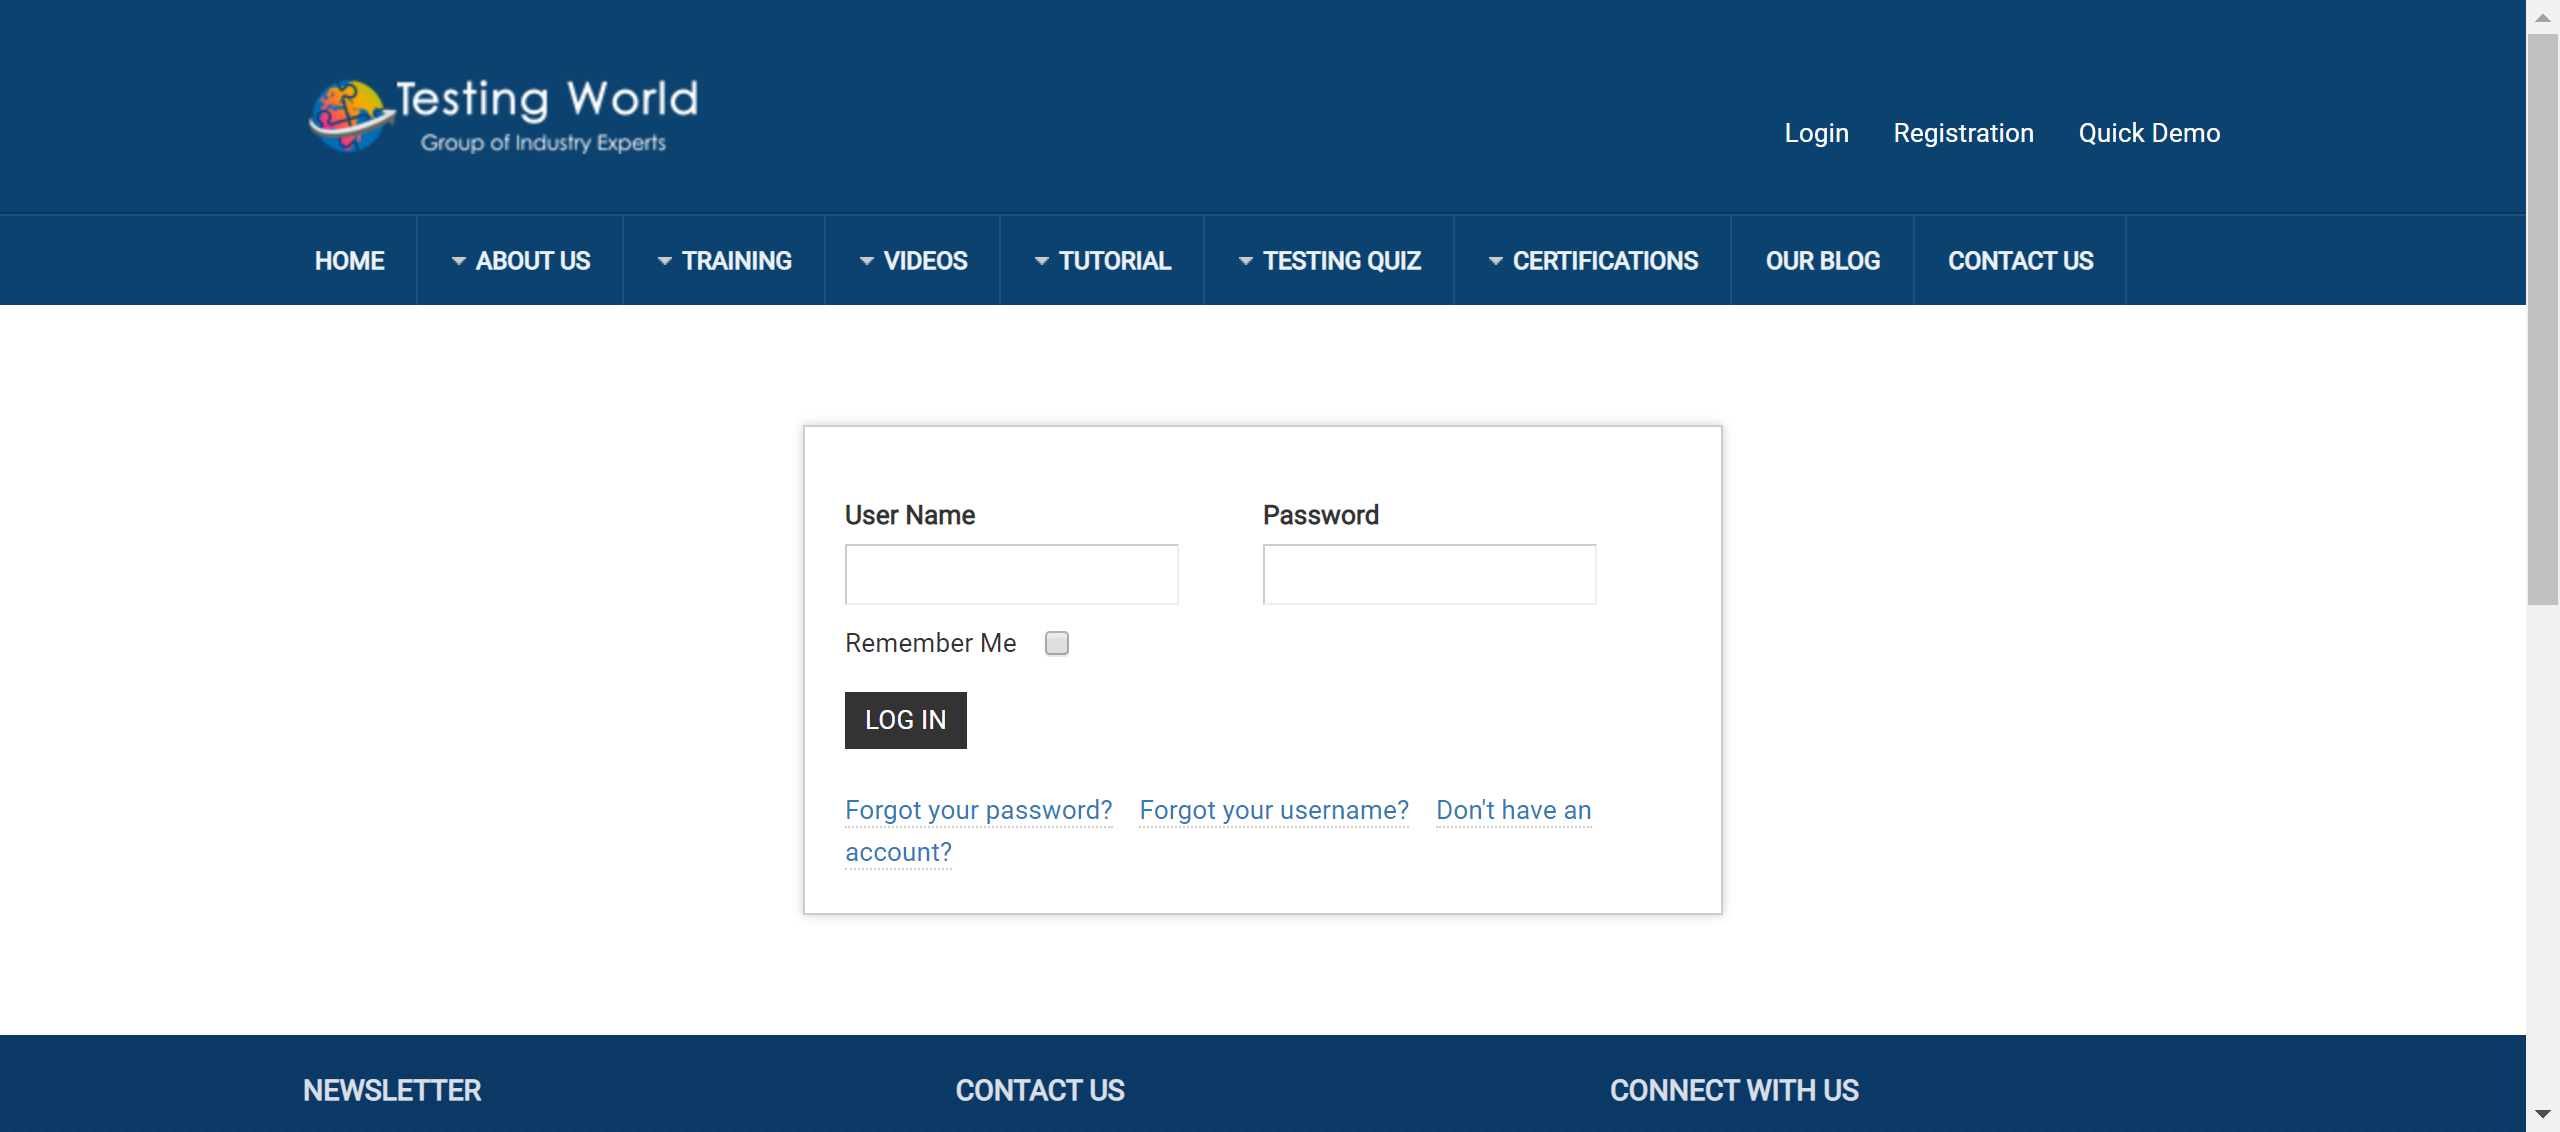 Testing World
Group of Industry Experts
Login Registration Quick Demo
HOME ABOUT US TRAINING VIDEOS TUTORIAL TESTING QUIZ CERTIFICATIONS OUR BLOG CONTACT US
User Name Password
Remember Me
LOG IN
Forgot your password? Forgot your username? Don't have an
account?
NEWSLETTER CONTACT US CONNECT WITH US